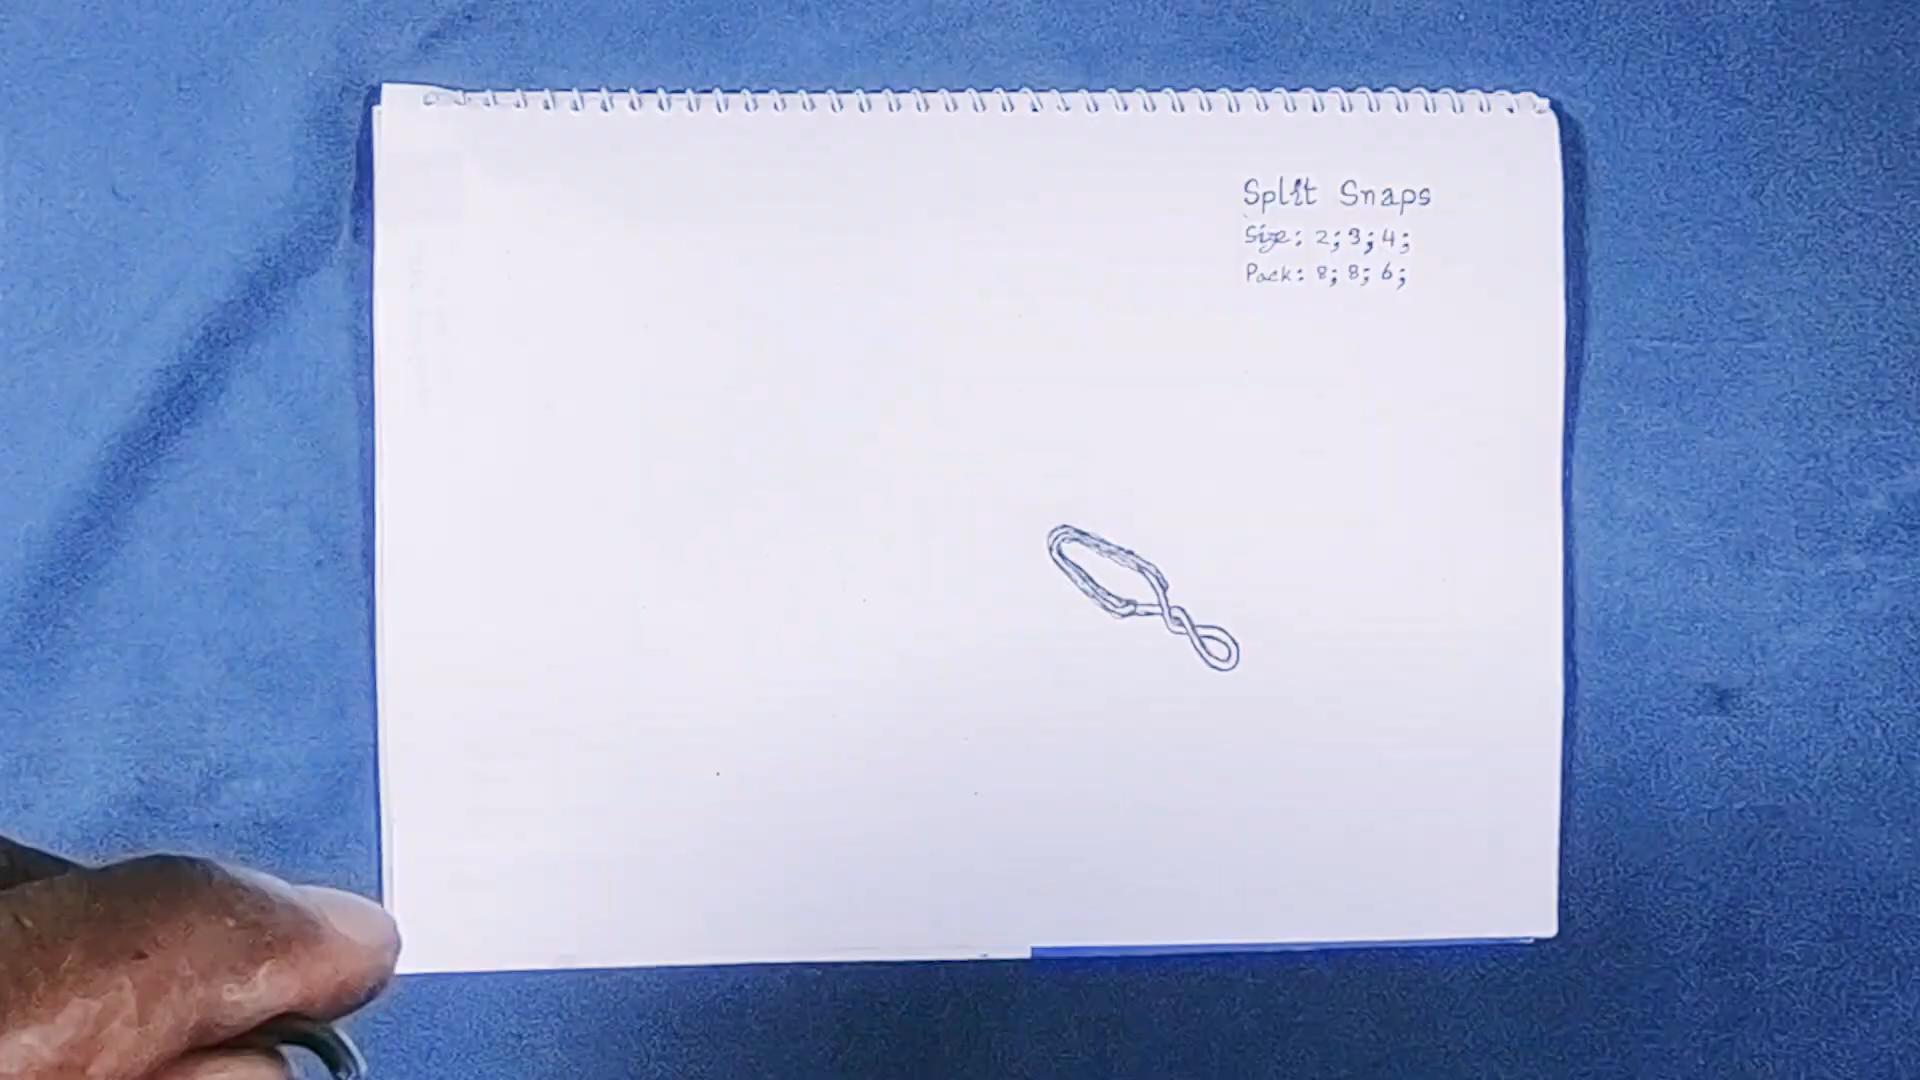 Split Snaps
Size: 2; 3; 4;
Pack: 8; 8; 6;